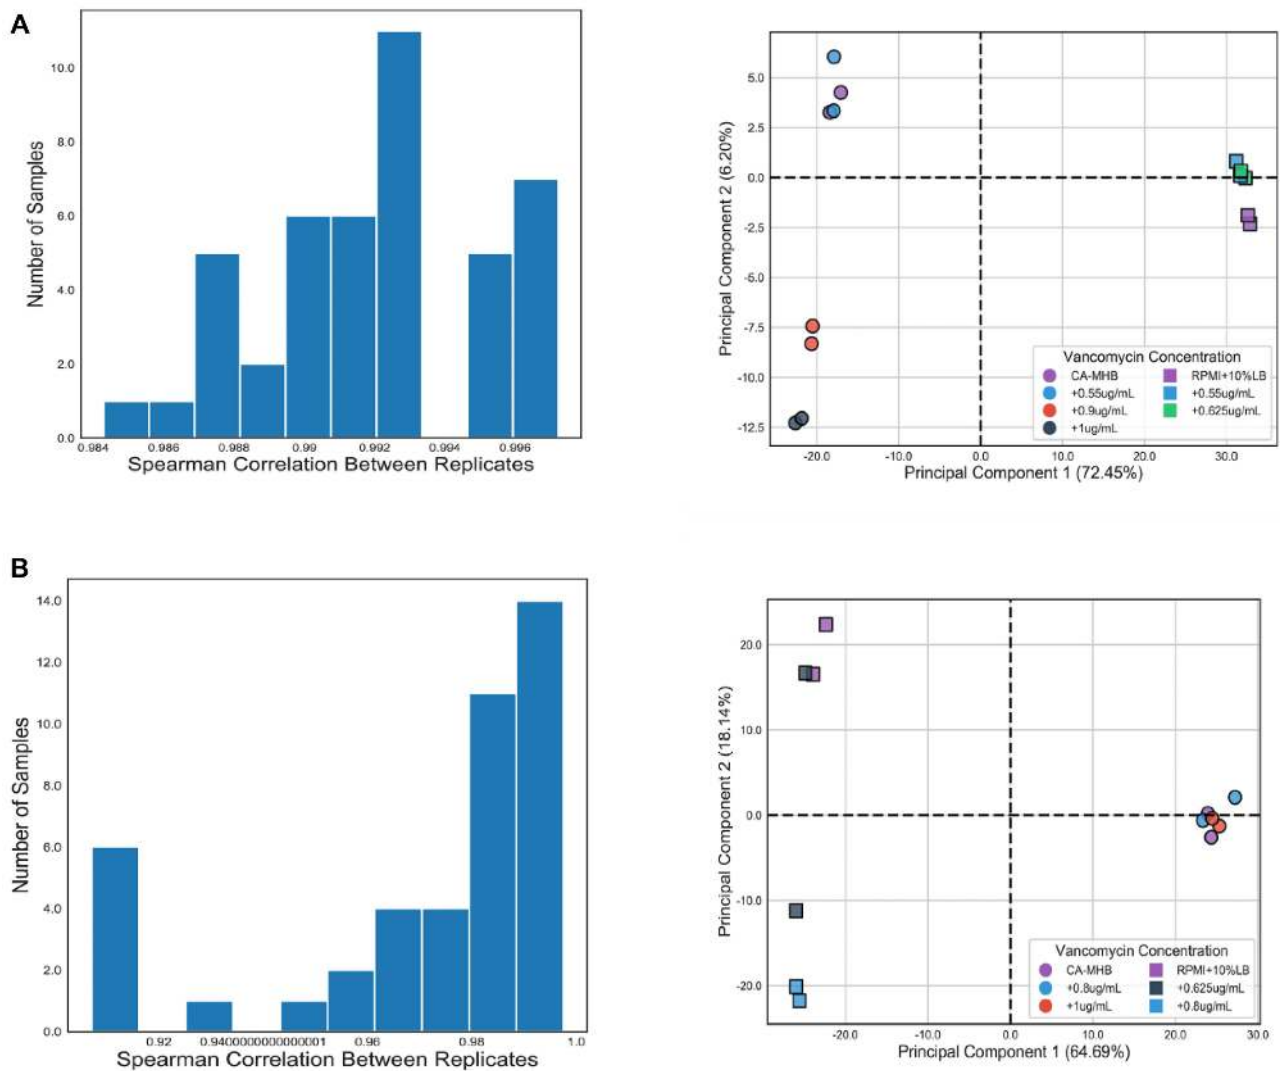 A
10.0
8.0
6.0
4.0
2.0
0.0
Number of Samples
0.984 0.986 0.988 0.99 0.992 0.994 0.996
Spearman Correlation Between Replicates
5.0
2.5
0.0
-2.5
-5.0
-7.5
-10.0
-12.5
Principal Component 2 (6.20%)
Vancomycin Concentration
CA-MHB RPMI+10%LB
+0.55ug/mL +0.55ug/mL
+0.9ug/mL +0.625ug/mL
+1ug/mL
-20.0 -10.0 0.0 10.0 20.0 30.0
Principal Component 1 (72.45%)
B
14.0
12.0
10.0
8.0
6.0
4.0
2.0
0.0
Number of Samples
0.92 0.9400000000000001 0.96 0.98 1.0
Spearman Correlation Between Replicates
20.0
10.0
0.0
-10.0
-20.0
Principal Component 2 (18.14%)
Vancomycin Concentration
CA-MHB RPMI+10%LB
+0.8ug/mL +0.625ug/mL
+1ug/mL +0.8ug/mL
-20.0 -10.0 0.0 10.0 20.0 30.0
Principal Component 1 (64.69%)